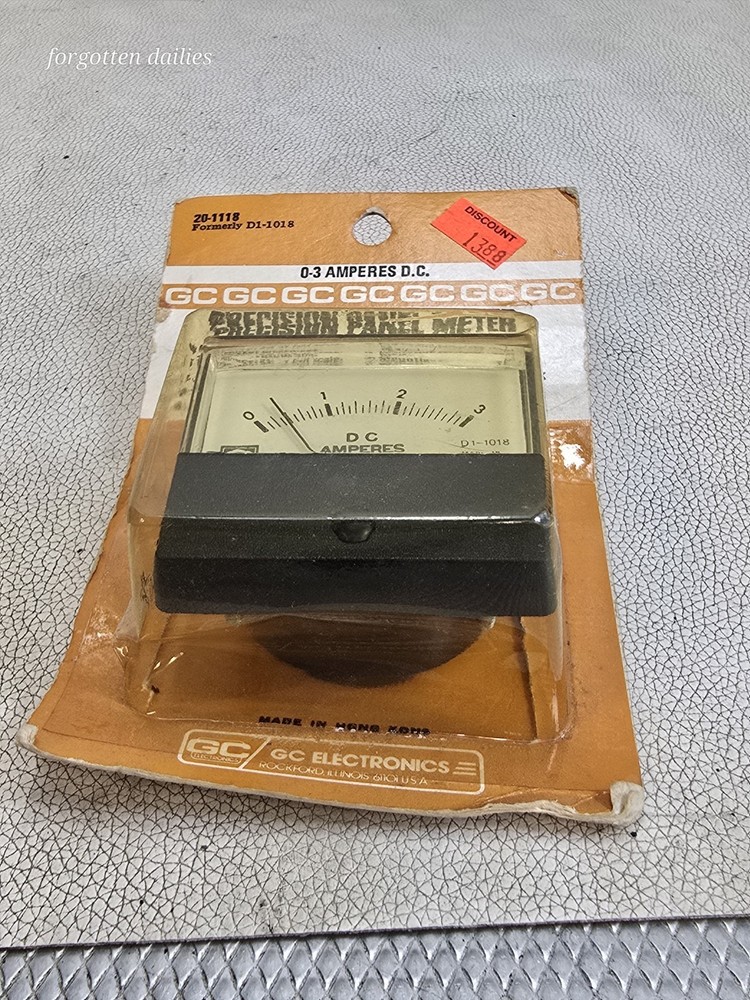 forgotten dailies
20-1118
Formerly D1-1018
DISCOUNT
1388
0-3 AMPERES D.C.
GC GC GC GC GC GC GC
PRECISION PANEL METER
0 1 2 3
DC
AMPERES
D1-1018
MADE IN HONG KONG
GC ELECTRONICS
GC ELECTRONICS
ROCKFORD, ILLINOIS 61101 U.S.A.